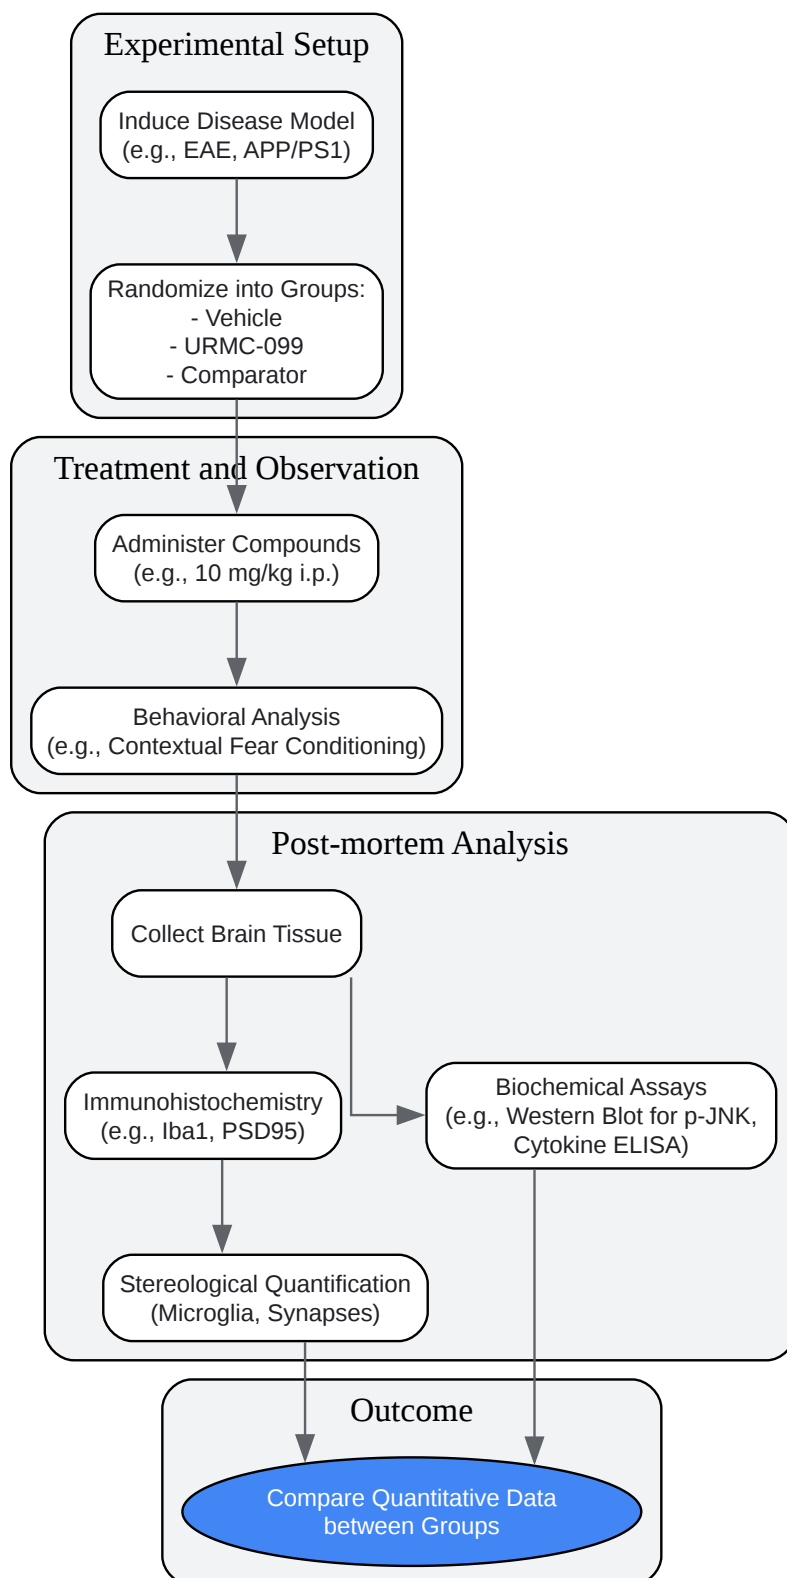 Experimental Setup
Induce Disease Model
(e.g., EAE, APP/PS1)
Randomize into Groups:
- Vehicle
- URMC-099
- Comparator
Treatment and Observation
Administer Compounds
(e.g., 10 mg/kg i.p.)
Behavioral Analysis
(e.g., Contextual Fear Conditioning)
Post-mortem Analysis
Collect Brain Tissue
Immunohistochemistry
(e.g., Iba1, PSD95)
Biochemical Assays
(e.g., Western Blot for p-JNK,
Cytokine ELISA)
Stereological Quantification
(Microglia, Synapses)
Outcome
Compare Quantitative Data
between Groups